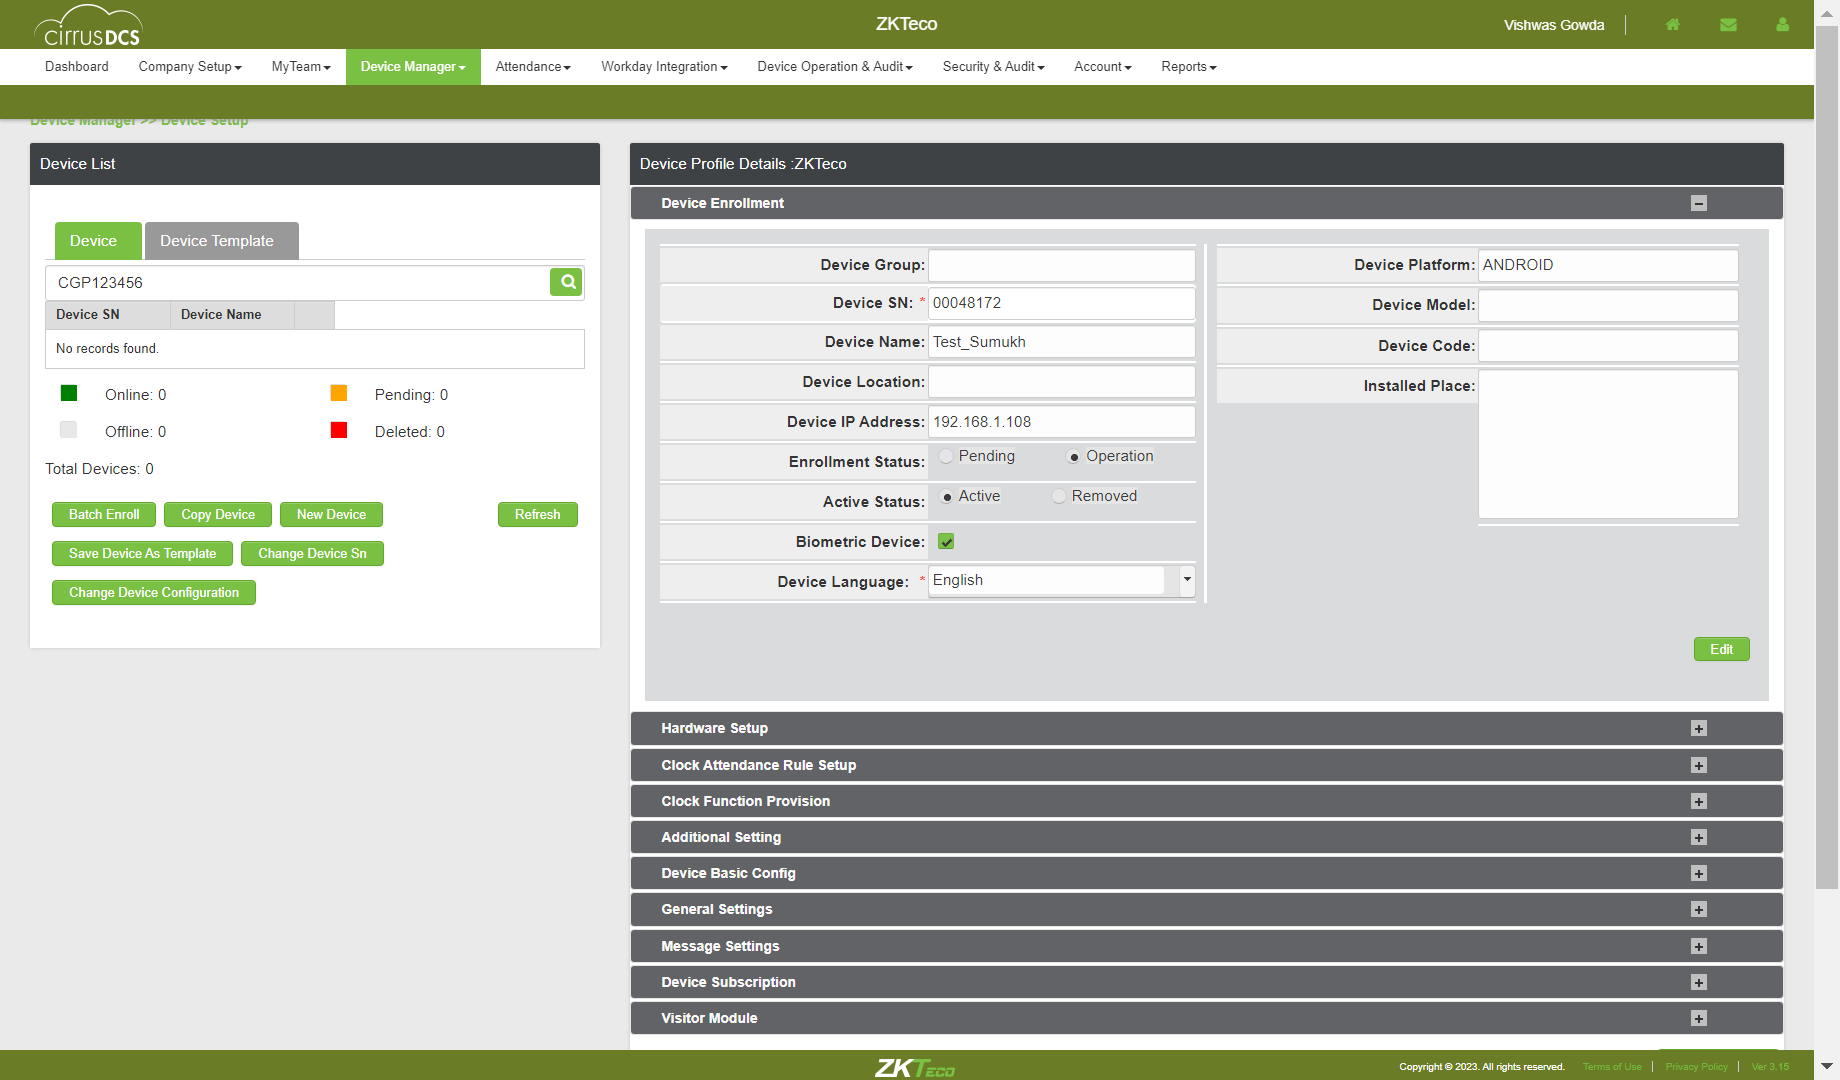 cirrusDCS
ZKTeco
Vishwas Gowda
Dashboard
Company Setup
MyTeam
Device Manager
Attendance
Workday Integration
Device Operation & Audit
Security & Audit
Account
Reports
Device Manager >> Device Setup
Device List
Device
Device Template
CGP123456
Device SN
Device Name
No records found.
Online: 0
Pending: 0
Offline: 0
Deleted: 0
Total Devices: 0
Batch Enroll
Copy Device
New Device
Refresh
Save Device As Template
Change Device Sn
Change Device Configuration
Device Profile Details :ZKTeco
Device Enrollment
Device Group:
Device SN: * 00048172
Device Name: Test_Sumukh
Device Location:
Device IP Address: 192.168.1.108
Enrollment Status: Pending Operation
Active Status: Active Removed
Biometric Device:
Device Language: * English
Device Platform: ANDROID
Device Model:
Device Code:
Installed Place:
Edit
Hardware Setup
Clock Attendance Rule Setup
Clock Function Provision
Additional Setting
Device Basic Config
General Settings
Message Settings
Device Subscription
Visitor Module
ZKTeco
Copyright © 2023. All rights reserved.
Terms of Use
Privacy Policy
Ver 3.15